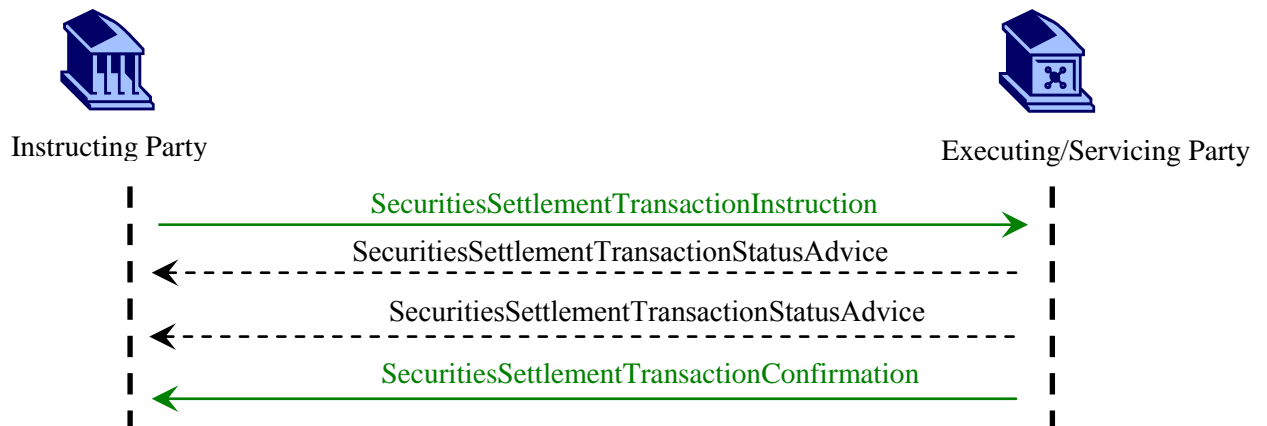 Instructing Party
Executing/Servicing Party
SecuritiesSettlementTransactionInstruction
SecuritiesSettlementTransactionStatusAdvice
SecuritiesSettlementTransactionStatusAdvice
SecuritiesSettlementTransactionConfirmation